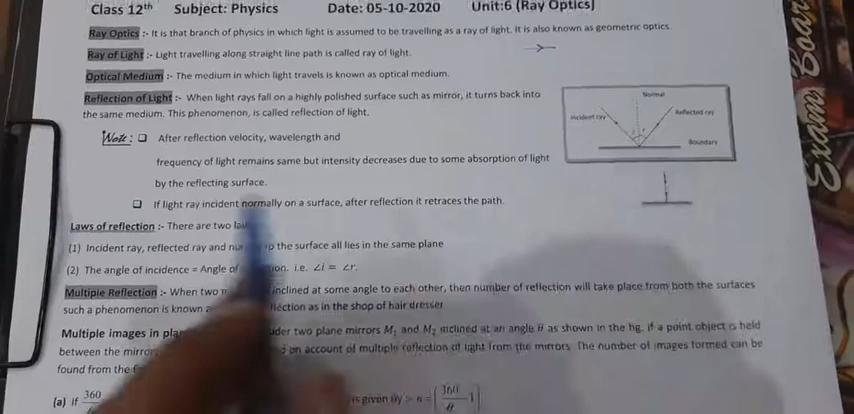 Class 12th Subject: Physics Date: 05-10-2020 Unit:6 (Ray Optics)
Ray Optics :- It is that branch of physics in which light is assumed to be travelling as a ray of light. It is also known as geometric optics.
Ray of Light :- Light travelling along straight line path is called ray of light.
Optical Medium :- The medium in which light travels is known as optical medium.
Reflection of Light :- When light rays fall on a highly polished surface such as mirror, it turns back into
the same medium. This phenomenon, is called reflection of light.
Normal
Incident ray
Reflected ray
Boundary
Note : ❑ After reflection velocity, wavelength and
frequency of light remains same but intensity decreases due to some absorption of light
by the reflecting surface.
❑ If light ray incident normally on a surface, after reflection it retraces the path.
Laws of reflection :- There are two
(1) Incident ray, reflected ray and the surface all lies in the same plane
(2) The angle of incidence = Angle of i.e. ∠i = ∠r.
Multiple Reflection :- When two inclined at some angle to each other, then number of reflection will take place from both the surfaces
such a phenomenon is known as in the shop of hair dresser
Multiple images in two plane mirrors M₁ and M₂ inclined at an angle θ as shown in the fig. If a point object is held
between the on account of multiple reflection of light from the mirrors The number of images formed can be
found from the
(a) If 360 is given by :- n = (360/θ - 1)
Exam Boar